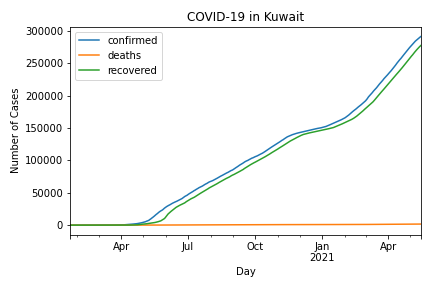 COVID-19 in Kuwait
confirmed
deaths
recovered
Number of Cases
300000
250000
200000
150000
100000
50000
0
Apr
Jul
Oct
Jan
2021
Apr
Day